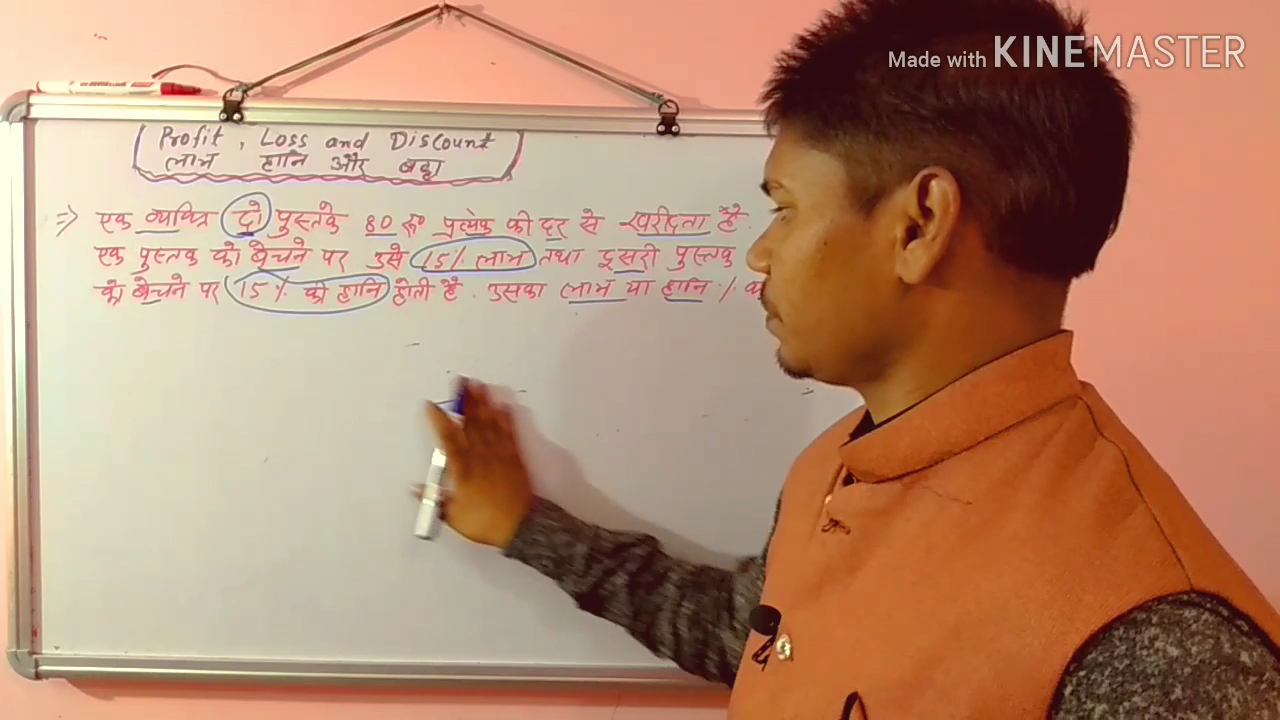 Made with KINEMASTER
Profit, Loss and Discount
लाभ हानि और बट्टा
=> एक व्यक्ति दो पुस्तकें 80 रू० प्रत्येक की दर से खरीदता है.
एक पुस्तक को बेचने पर उसे 15% लाभ तथा दूसरी पुस्तक
को बेचने पर 15% की हानि होती है. उसका लाभ या हानि %